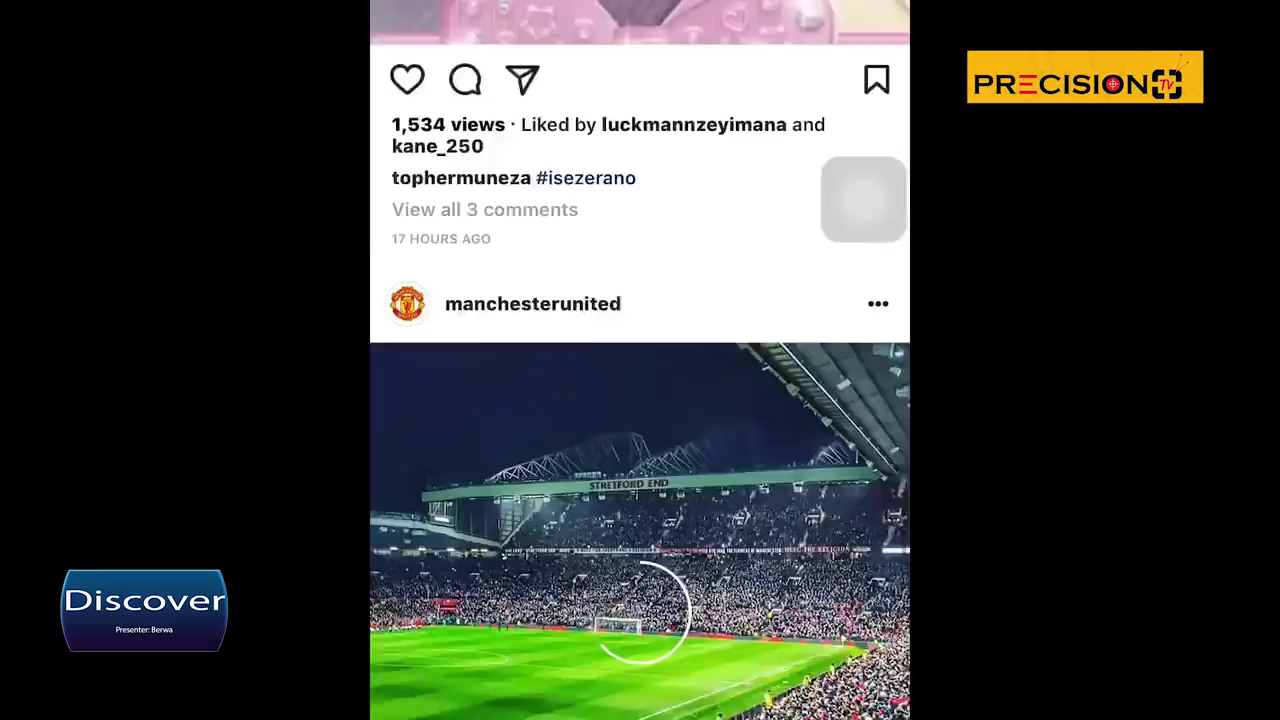 PRECISION TV
1,534 views · Liked by luckmannzeyimana and
kane_250
tophermuneza #isezerano
View all 3 comments
17 HOURS AGO
manchesterunited
STRETFORD END
Discover
Presenter: Berwa